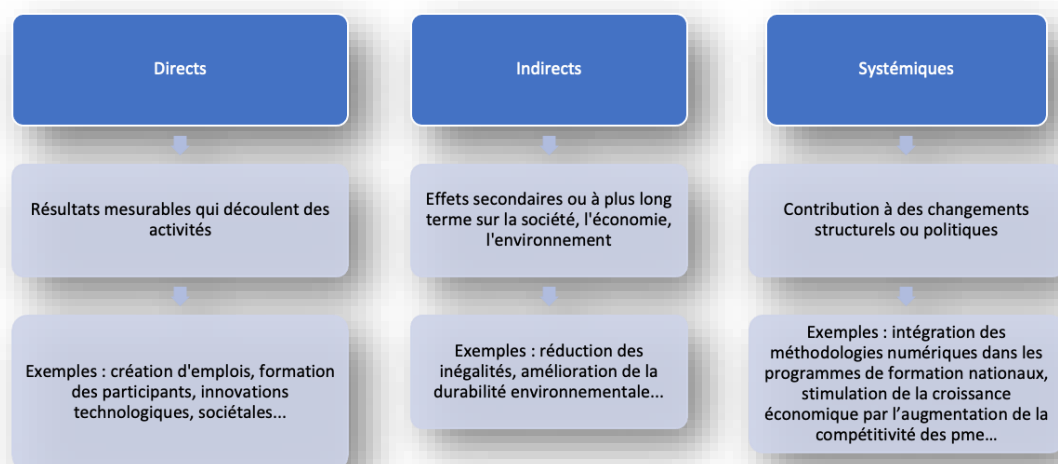 Directs
Indirects
Systémiques
Résultats mesurables qui découlent des
activités
Effets secondaires ou à plus long
terme sur la société, l'économie,
l'environnement
Contribution à des changements
structurels ou politiques
Exemples : création d'emplois, formation
des participants, innovations
technologiques, sociétales...
Exemples : réduction des
inégalités, amélioration de la
durabilité environnementale...
Exemples : intégration des
méthodologies numériques dans les
programmes de formation nationaux,
stimulation de la croissance
économique par l’augmentation de la
compétitivité des pme…